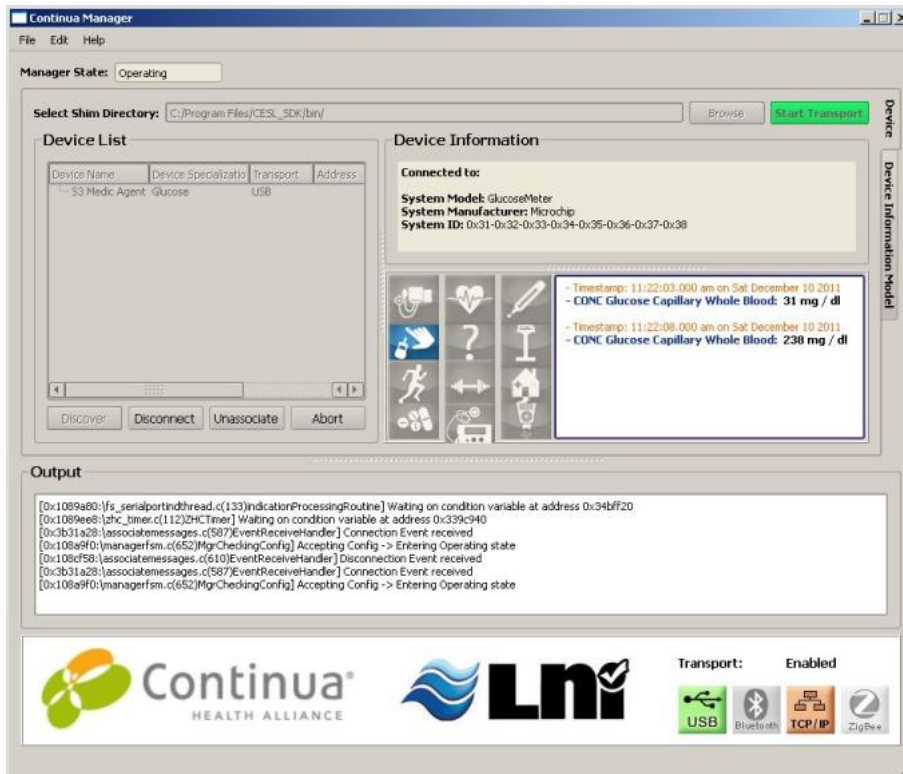 Continua Manager
File Edit Help
Manager State: Operating
Select Shim Directory: C:/Program Files/CESL_SDK/bin/ Browse Start Transport
Device
Device Information Model
Device List
Device Name Device Specializatio Transport Address
S3 Medic Agent Glucose USB
Discover Disconnect Unassociate Abort
Device Information
Connected to:
System Model: GlucoseMeter
System Manufacturer: Microchip
System ID: 0x31-0x32-0x33-0x34-0x35-0x36-0x37-0x38
- Timestamp: 11:22:03.000 am on Sat December 10 2011
- CONC Glucose Capillary Whole Blood: 31 mg / dl
- Timestamp: 11:22:08.000 am on Sat December 10 2011
- CONC Glucose Capillary Whole Blood: 238 mg / dl
Output
[0x1089a80:\fs_serialportindthread.c(133)indicationProcessingRoutine] Waiting on condition variable at address 0x34bff20
[0x1089ee8:\zhc_timer.c(112)ZHCTimer] Waiting on condition variable at address 0x339c940
[0x3b31a28:\associatemessages.c(587)EventReceiveHandler] Connection Event received
[0x108a9f0:\managerfsm.c(652)MgrCheckingConfig] Accepting Config -> Entering Operating state
[0x108cf58:\associatemessages.c(610)EventReceiveHandler] Disconnection Event received
[0x3b31a28:\associatemessages.c(587)EventReceiveHandler] Connection Event received
[0x108a9f0:\managerfsm.c(652)MgrCheckingConfig] Accepting Config -> Entering Operating state
Continua®
HEALTH ALLIANCE
LNi
Transport: Enabled
USB Bluetooth TCP/IP ZigBee